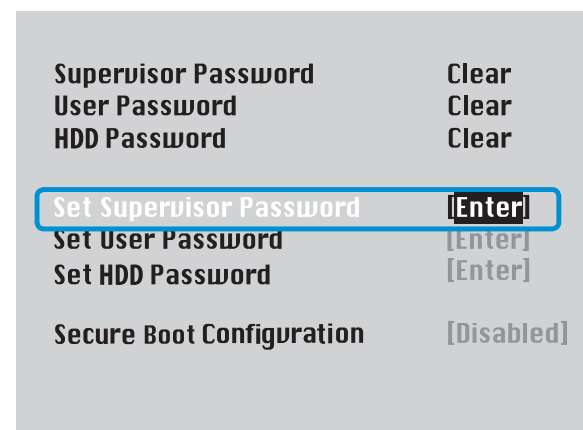 Supervisor Password Clear
User Password Clear
HDD Password Clear
Set Supervisor Password [Enter]
Set User Password [Enter]
Set HDD Password [Enter]
Secure Boot Configuration [Disabled]